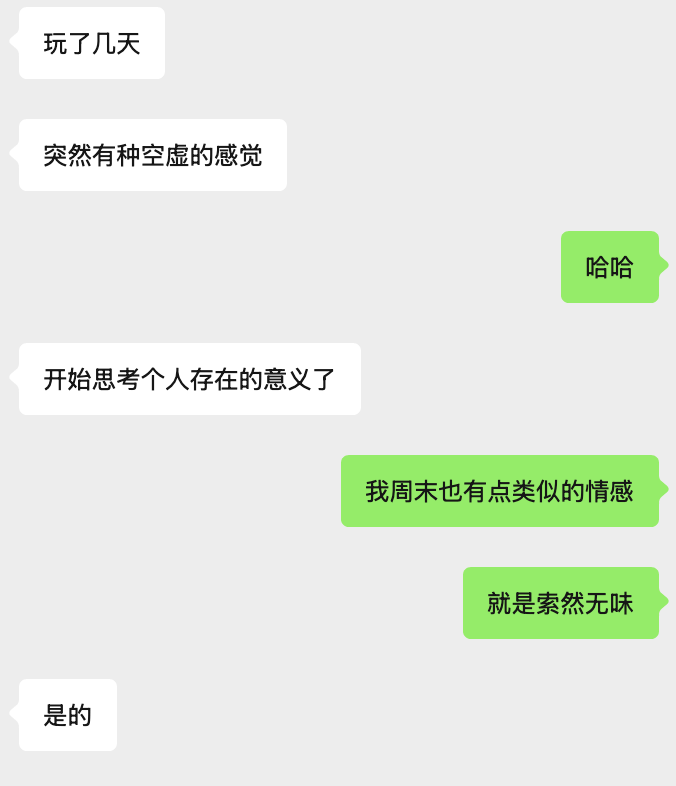 玩了几天
突然有种空虚的感觉
哈哈
开始思考个人存在的意义了
我周末也有点类似的情感
就是索然无味
是的